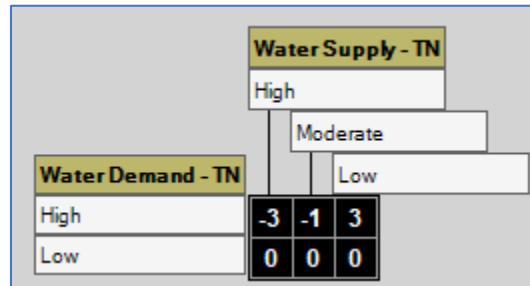 Water Supply - TN
High
Moderate
Water Demand - TN
Low
High
-3 -1 3
Low
0 0 0